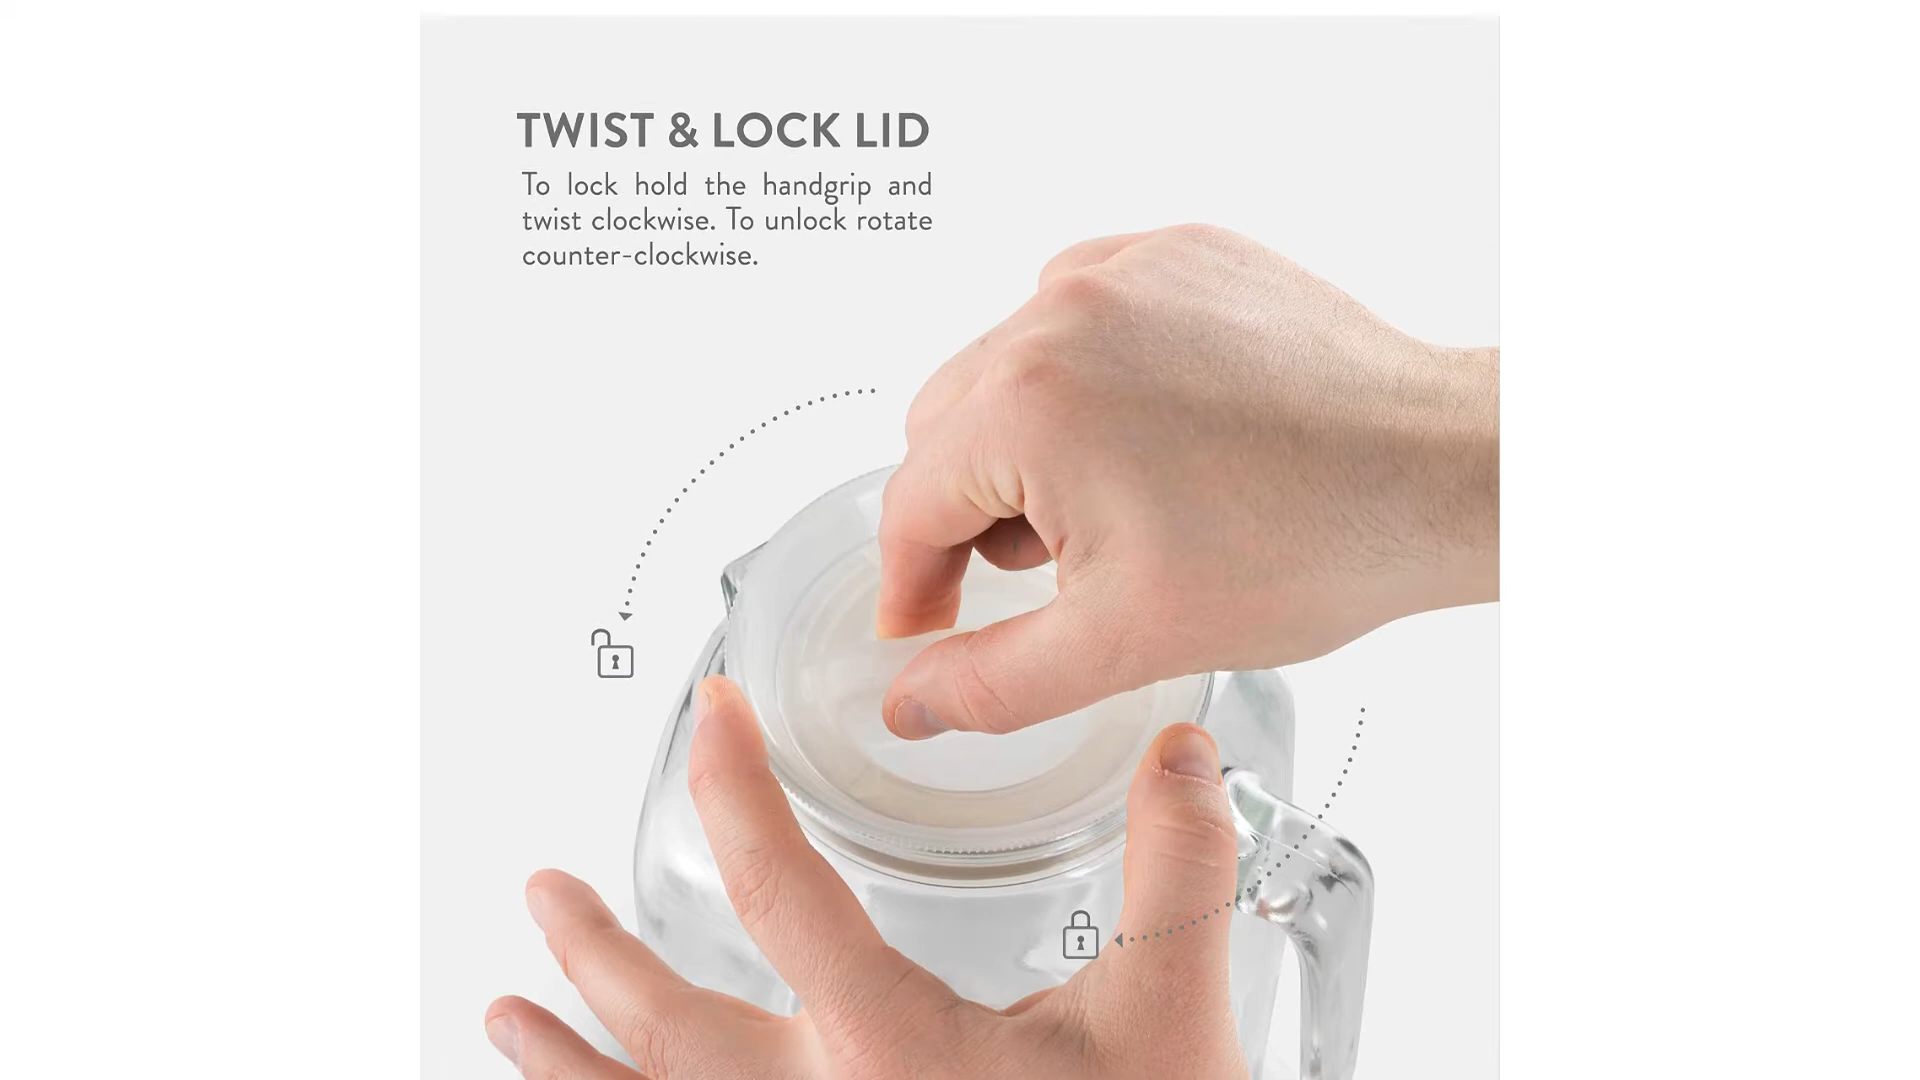 TWIST & LOCK LID
To lock hold the handgrip and
twist clockwise. To unlock rotate
counter-clockwise.